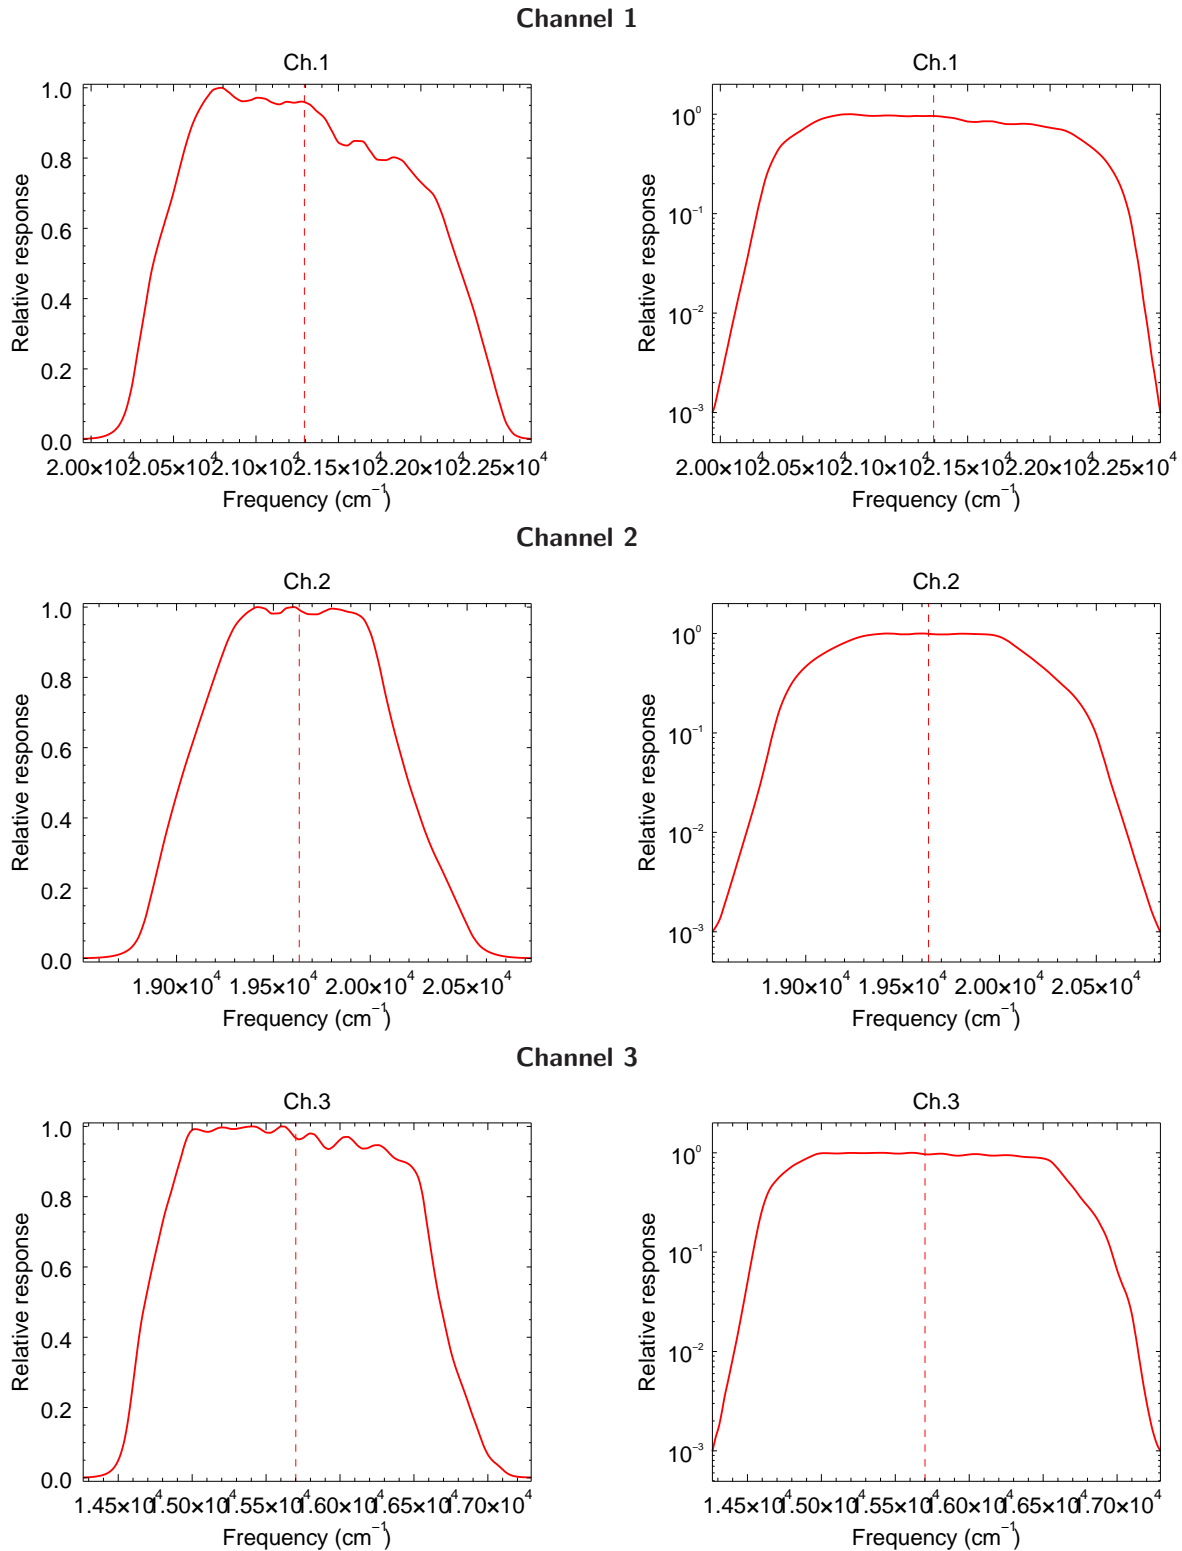 Channel 1
Ch.1
Ch.1
Relative response
1.0
0.8
0.6
0.4
0.2
0.0
2.00×10⁴ 2.05×10⁴ 2.10×10⁴ 2.15×10⁴ 2.20×10⁴ 2.25×10⁴
Frequency (cm⁻¹)
Relative response
10⁰
10⁻¹
10⁻²
10⁻³
2.00×10⁴ 2.05×10⁴ 2.10×10⁴ 2.15×10⁴ 2.20×10⁴ 2.25×10⁴
Frequency (cm⁻¹)
Channel 2
Ch.2
Ch.2
Relative response
1.0
0.8
0.6
0.4
0.2
0.0
1.90×10⁴ 1.95×10⁴ 2.00×10⁴ 2.05×10⁴
Frequency (cm⁻¹)
Relative response
10⁰
10⁻¹
10⁻²
10⁻³
1.90×10⁴ 1.95×10⁴ 2.00×10⁴ 2.05×10⁴
Frequency (cm⁻¹)
Channel 3
Ch.3
Ch.3
Relative response
1.0
0.8
0.6
0.4
0.2
0.0
1.45×10⁴ 1.50×10⁴ 1.55×10⁴ 1.60×10⁴ 1.65×10⁴ 1.70×10⁴
Frequency (cm⁻¹)
Relative response
10⁰
10⁻¹
10⁻²
10⁻³
1.45×10⁴ 1.50×10⁴ 1.55×10⁴ 1.60×10⁴ 1.65×10⁴ 1.70×10⁴
Frequency (cm⁻¹)